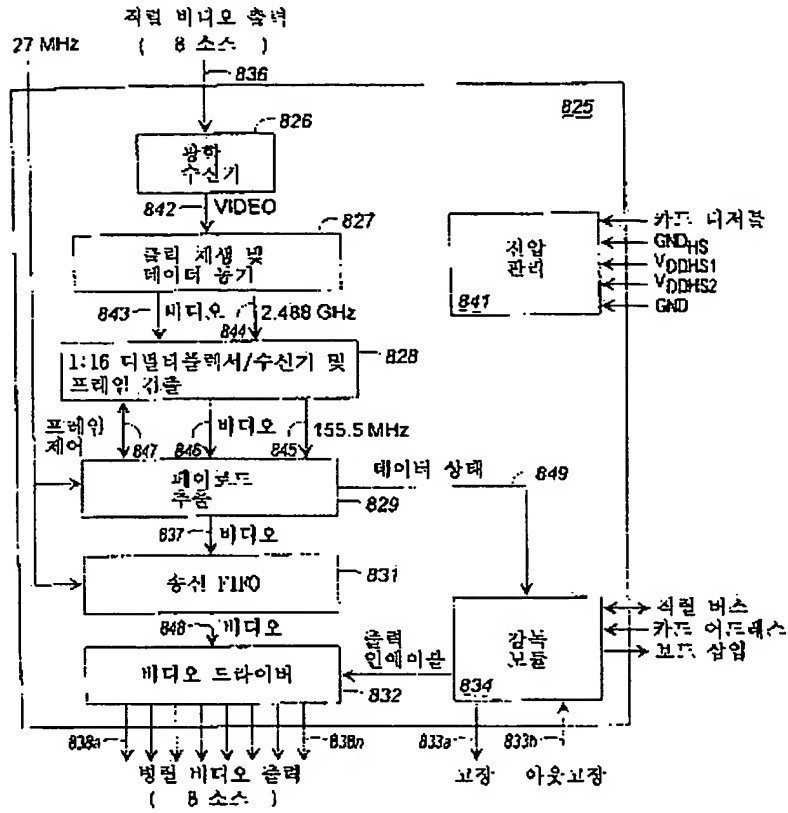 직렬 비디오 출력
( 8 소스 )
27 MHz
836
825
826
광학
수신기
842
VIDEO
827
클럭 재생 및
데이터 동기
843
비디오
2.488 GHz
844
전압
관리
841
카드
GND_HS
V_DDHS1
V_DDHS2
GND
1:16 디멀티플렉서/수신기 및
프레임 검출
828
프레임
제어
847
846
비디오
845
155.5 MHz
페이로드
추출
829
데이터 상태
849
837
비디오
송신 FIFO
831
848
비디오
비디오 드라이버
832
출력
인에이블
감독
모듈
834
직렬 버스
카드 어드레스
보드 삽입
838a
838n
833a
833b
병렬 비디오 출력
( 8 소스 )
고장
아웃고장